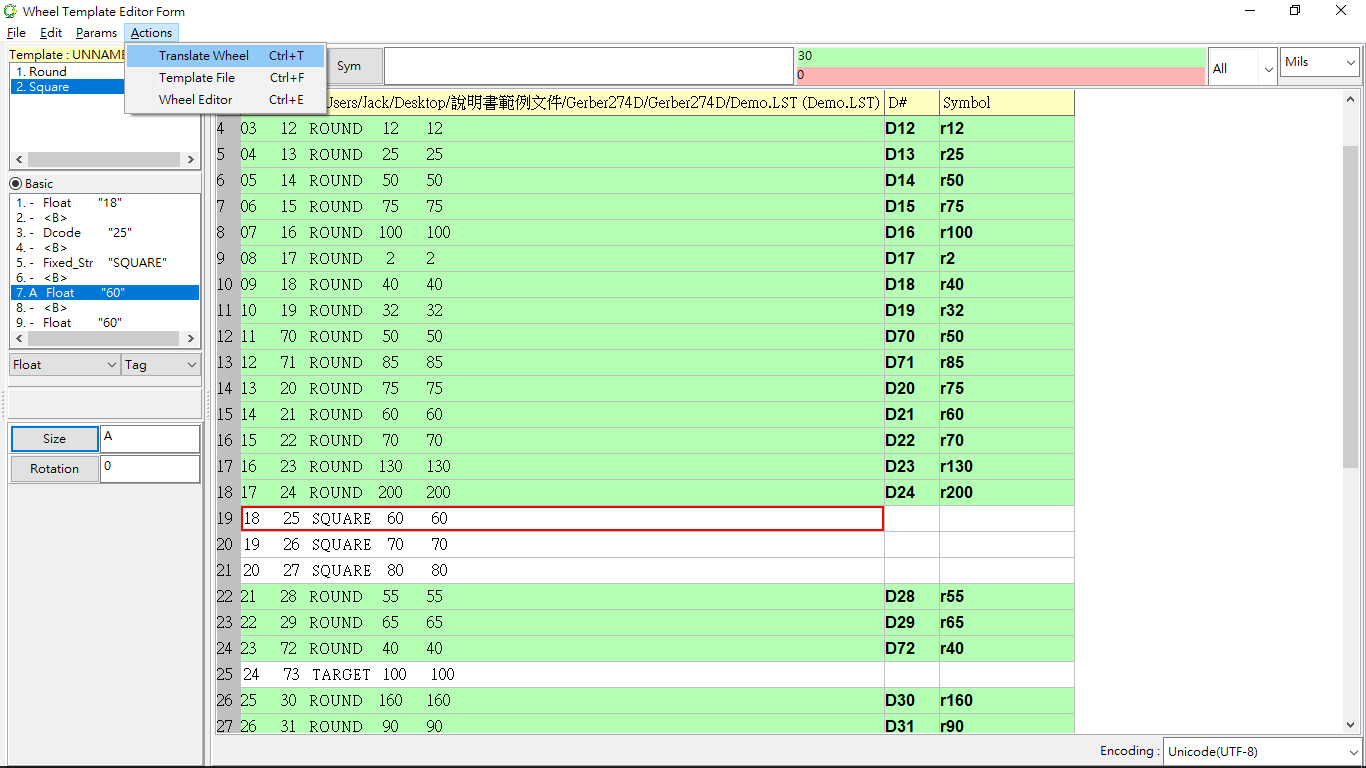 Wheel Template Editor Form
File Edit Params Actions
Template : UNNAME
1. Round
2. Square
Translate Wheel Ctrl+T
Template File Ctrl+F
Wheel Editor Ctrl+E
Sym
30
0
All
Mils
Basic
1. - Float "18"
2. - <B>
3. - Dcode "25"
4. - <B>
5. - Fixed_Str "SQUARE"
6. - <B>
7. A Float "60"
8. - <B>
9. - Float "60"
Float Tag
Size A
Rotation 0
Users/Jack/Desktop/說明書範例文件/Gerber274D/Gerber274D/Demo.LST (Demo.LST) D# Symbol
4 03 12 ROUND 12 12 D12 r12
5 04 13 ROUND 25 25 D13 r25
6 05 14 ROUND 50 50 D14 r50
7 06 15 ROUND 75 75 D15 r75
8 07 16 ROUND 100 100 D16 r100
9 08 17 ROUND 2 2 D17 r2
10 09 18 ROUND 40 40 D18 r40
11 10 19 ROUND 32 32 D19 r32
12 11 70 ROUND 50 50 D70 r50
13 12 71 ROUND 85 85 D71 r85
14 13 20 ROUND 75 75 D20 r75
15 14 21 ROUND 60 60 D21 r60
16 15 22 ROUND 70 70 D22 r70
17 16 23 ROUND 130 130 D23 r130
18 17 24 ROUND 200 200 D24 r200
19 18 25 SQUARE 60 60
20 19 26 SQUARE 70 70
21 20 27 SQUARE 80 80
22 21 28 ROUND 55 55 D28 r55
23 22 29 ROUND 65 65 D29 r65
24 23 72 ROUND 40 40 D72 r40
25 24 73 TARGET 100 100
26 25 30 ROUND 160 160 D30 r160
27 26 31 ROUND 90 90 D31 r90
Encoding : Unicode(UTF-8)